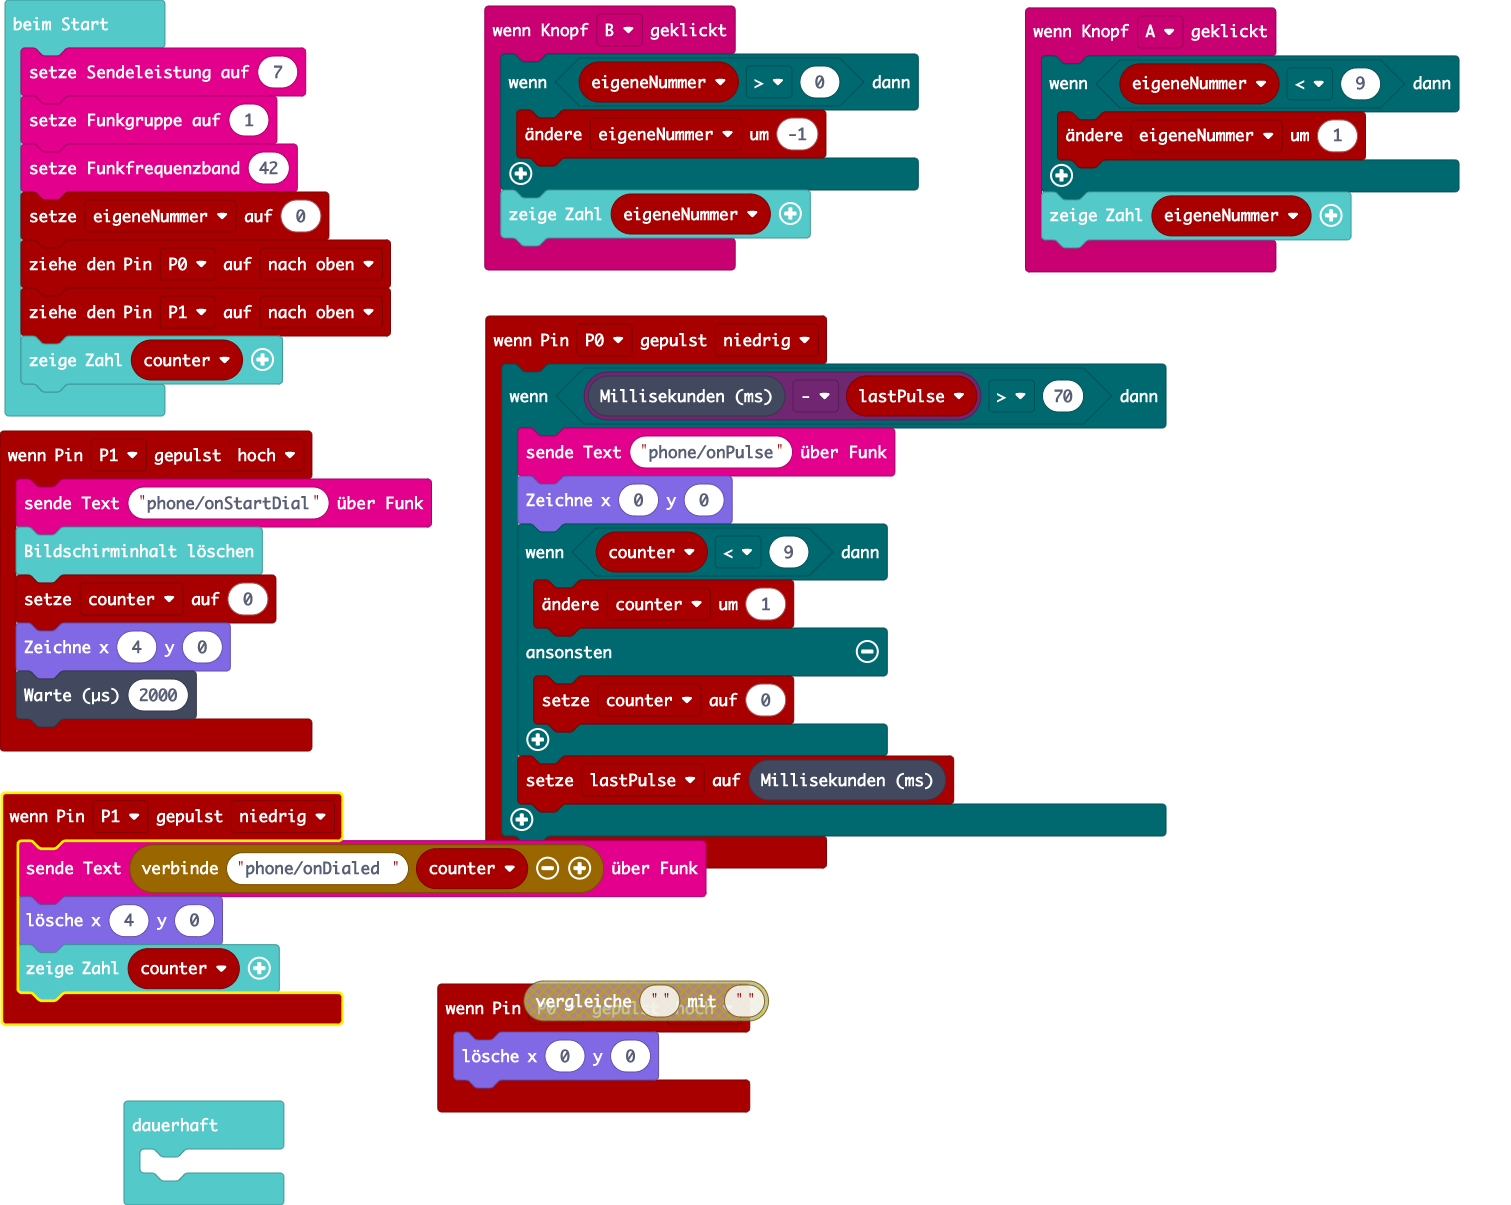 beim Start
setze Sendeleistung auf 7
setze Funkgruppe auf 1
setze Funkfrequenzband 42
setze eigeneNummer auf 0
ziehe den Pin P0 auf nach oben
ziehe den Pin P1 auf nach oben
zeige Zahl counter
wenn Knopf B geklickt
wenn eigeneNummer > 0 dann
ändere eigeneNummer um -1
zeige Zahl eigeneNummer
wenn Knopf A geklickt
wenn eigeneNummer < 9 dann
ändere eigeneNummer um 1
zeige Zahl eigeneNummer
wenn Pin P1 gepulst hoch
sende Text "phone/onStartDial" über Funk
Bildschirminhalt löschen
setze counter auf 0
Zeichne x 4 y 0
Warte (µs) 2000
wenn Pin P0 gepulst niedrig
wenn Millisekunden (ms) - lastPulse > 70 dann
sende Text "phone/onPulse" über Funk
Zeichne x 0 y 0
wenn counter < 9 dann
ändere counter um 1
ansonsten
setze counter auf 0
setze lastPulse auf Millisekunden (ms)
wenn Pin P1 gepulst niedrig
sende Text verbinde "phone/onDialed " counter über Funk
lösche x 4 y 0
zeige Zahl counter
vergleiche "" mit ""
wenn Pin P0 gepulst hoch
lösche x 0 y 0
dauerhaft